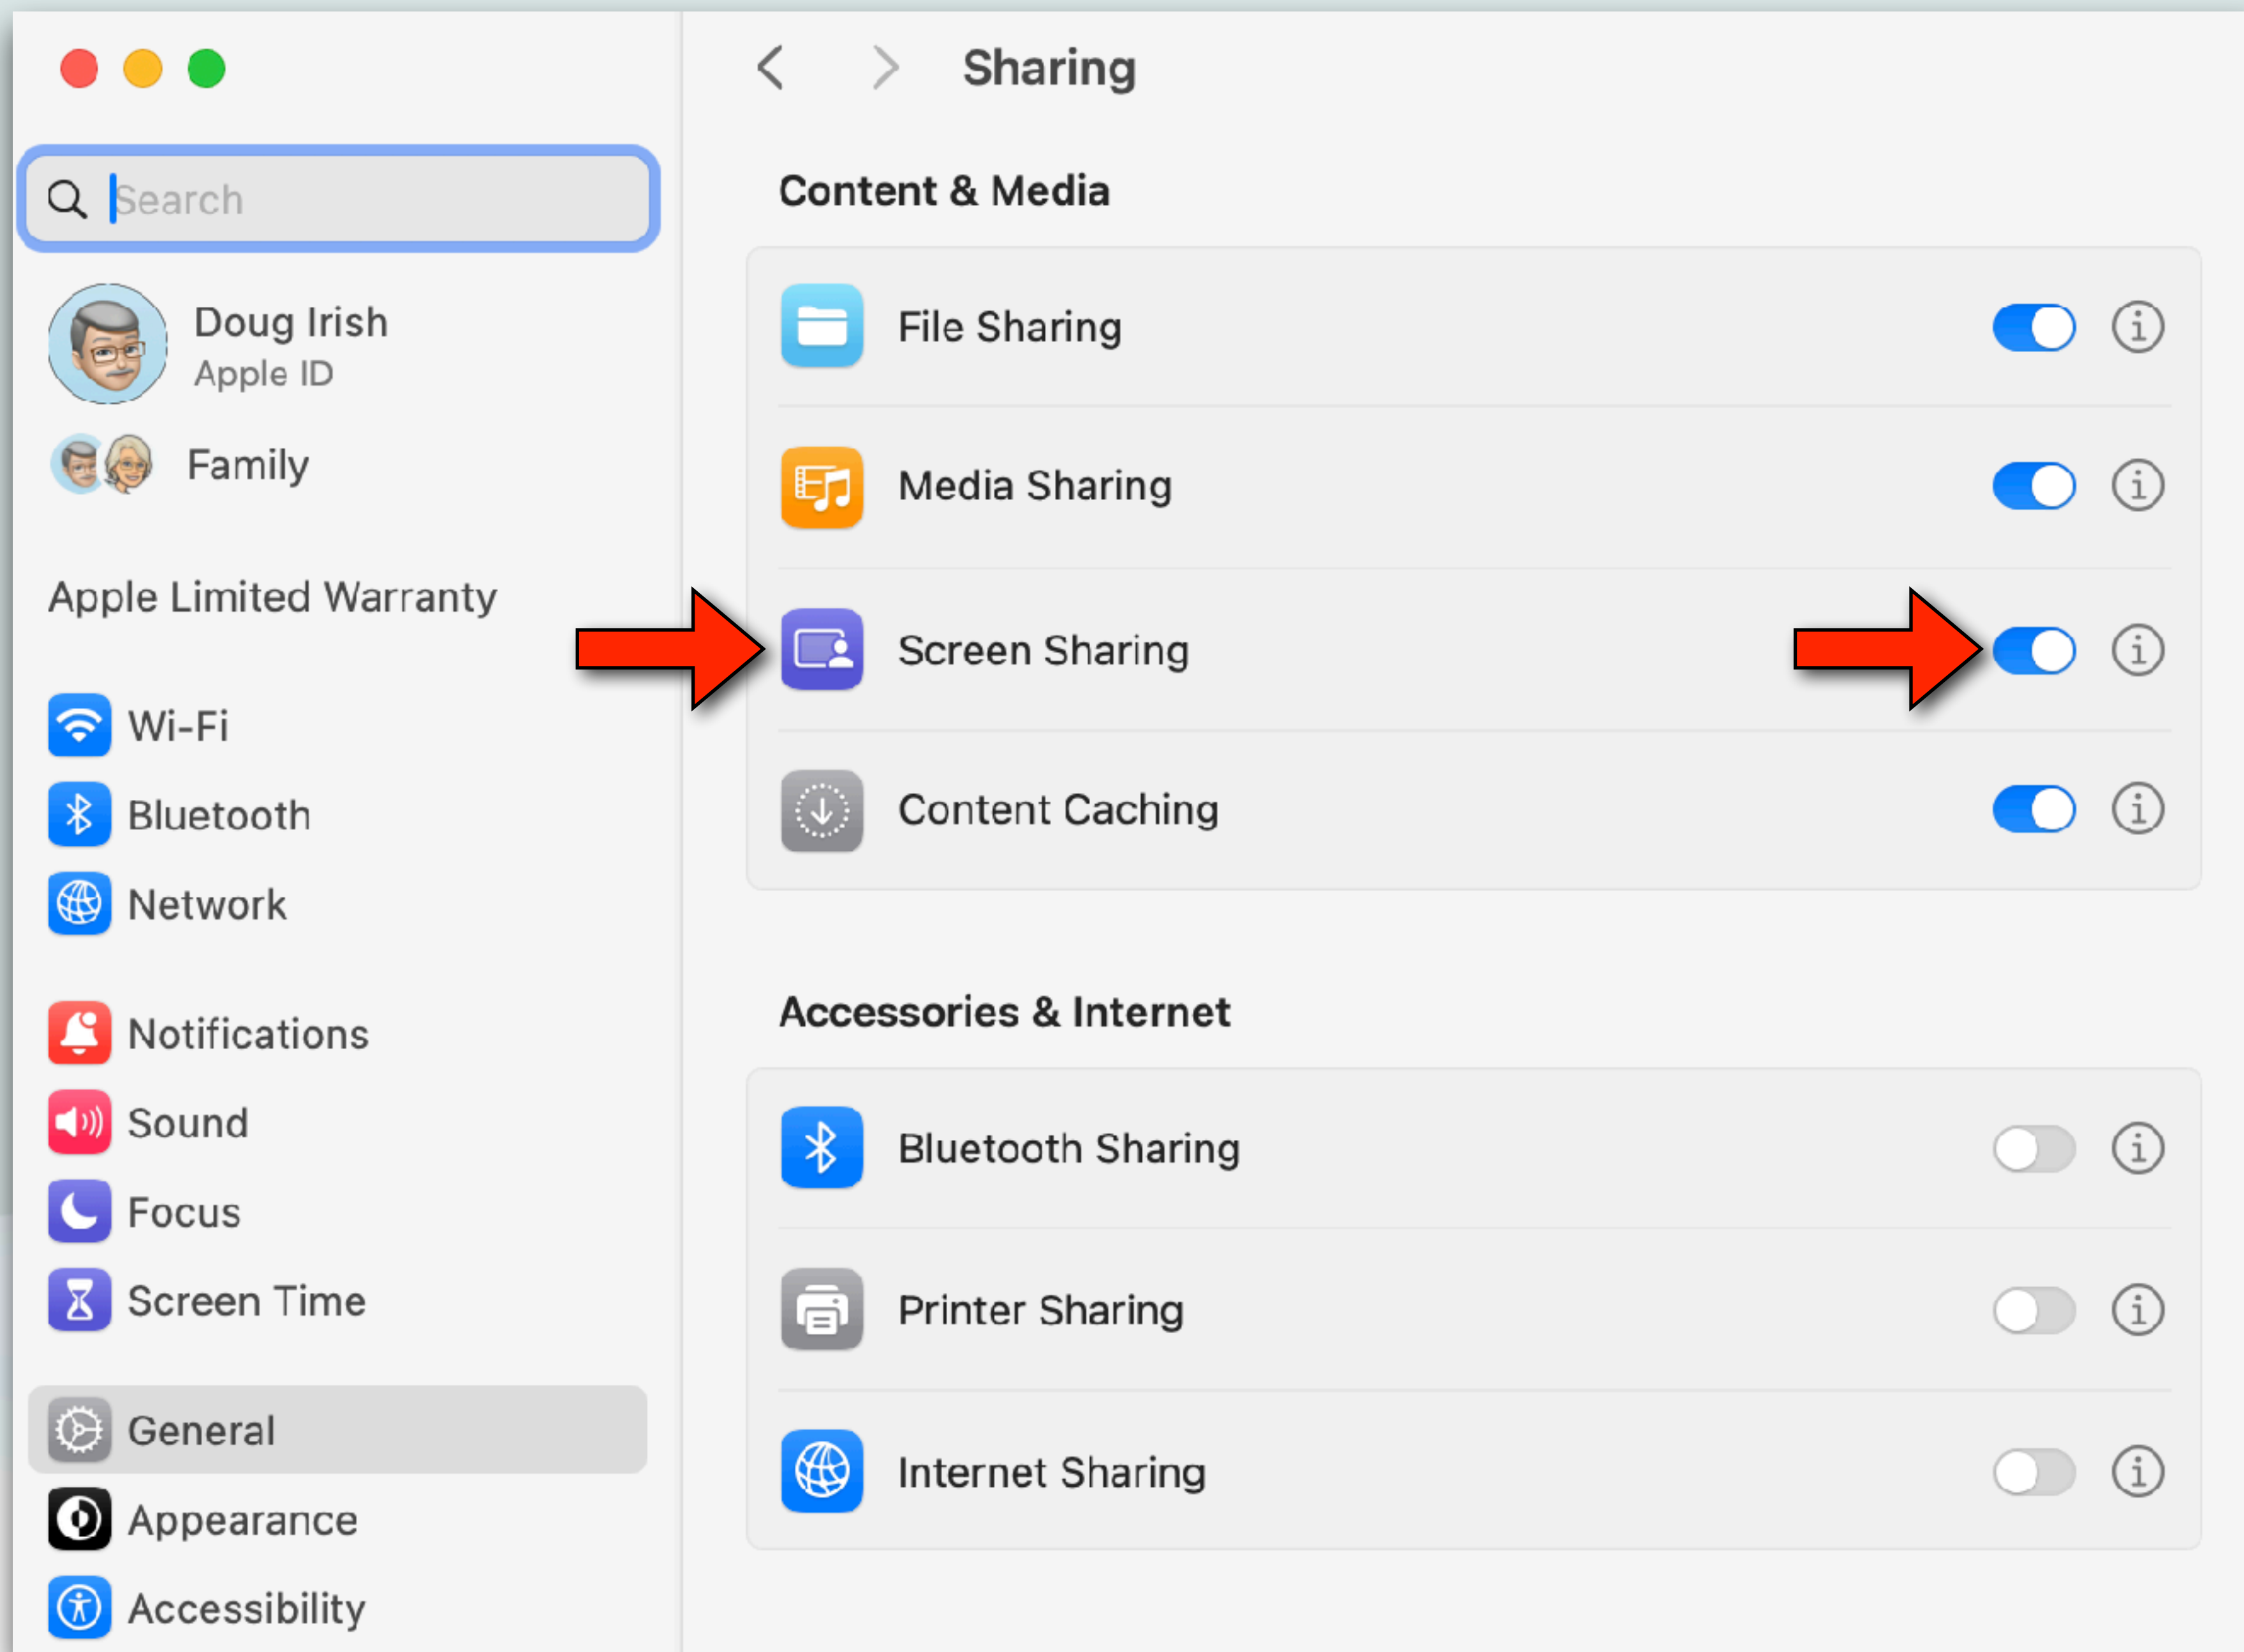 Sharing
Search
Doug Irish
Apple ID
Family
Apple Limited Warranty
Wi-Fi
Bluetooth
Network
Notifications
Sound
Focus
Screen Time
General
Appearance
Accessibility
Content & Media
File Sharing
Media Sharing
Screen Sharing
Content Caching
Accessories & Internet
Bluetooth Sharing
Printer Sharing
Internet Sharing